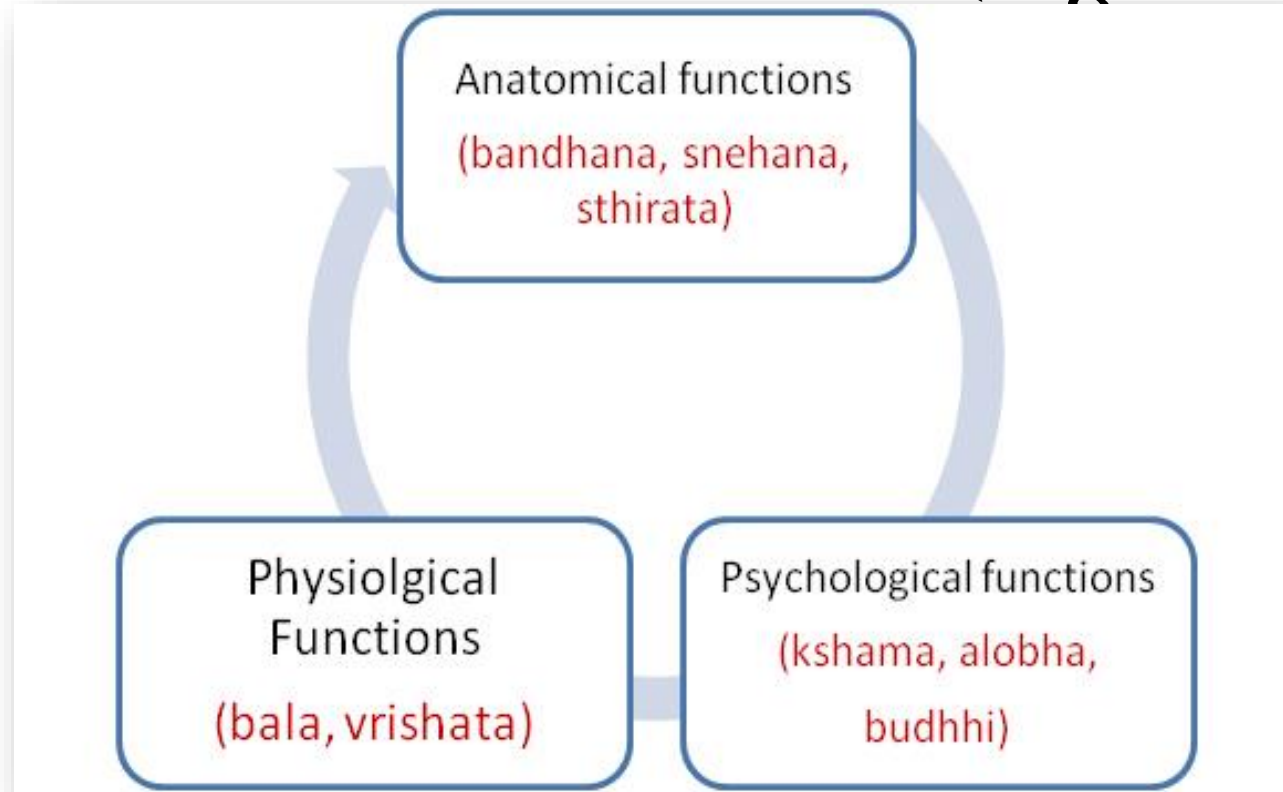 Anatomical functions
(bandhana, snehana,
sthirata)
Physiolgical
Functions
(bala, vrishata)
Psychological functions
(kshama, alobha,
budhhi)